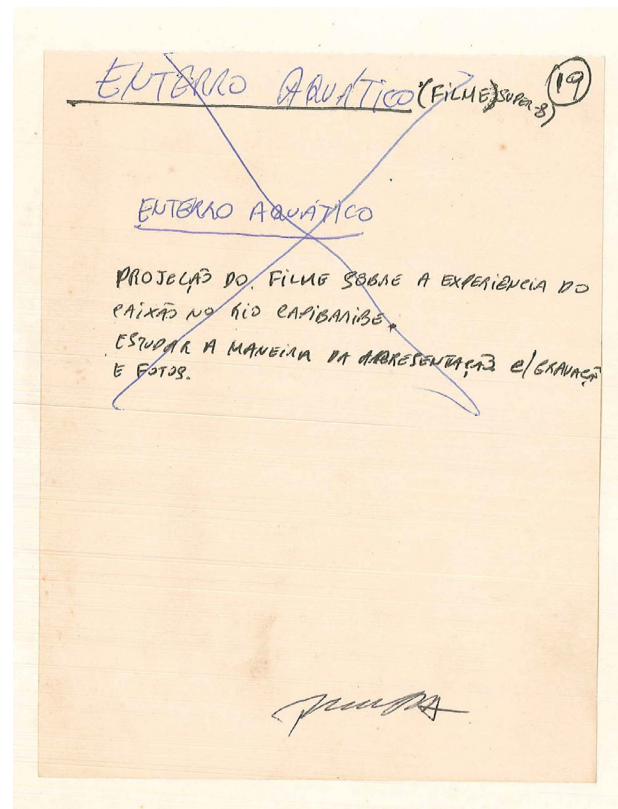 ENTERRO AQUÁTICO (FILME) SUPER-8 19
ENTERRO AQUÁTICO
PROJEÇÃO DO FILME SOBRE A EXPERIÊNCIA DO
CAIXÃO NO RIO CAPIBARIBE.
ESTUDAR A MANEIRA DA APRESENTAÇÃO C/ GRAVAÇÃO
E FOTOS.